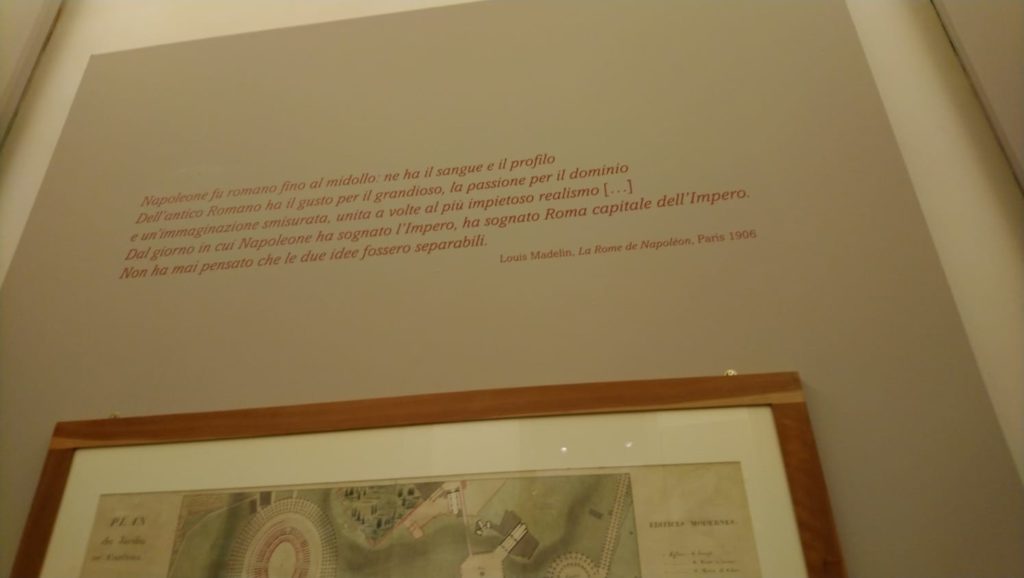 Napoleone fu romano fino al midollo: ne ha il sangue e il profilo
Dell'antico Romano ha il gusto per il grandioso, la passione per il dominio
e un'immaginazione smisurata, unita a volte al più impietoso realismo [...]
Dal giorno in cui Napoleone ha sognato l'Impero, ha sognato Roma capitale dell'Impero.
Non ha mai pensato che le due idee fossero separabili.
Louis Madelin, La Rome de Napoléon, Paris 1906
PLAN
du Jardin
EDIFICES MODERNES.